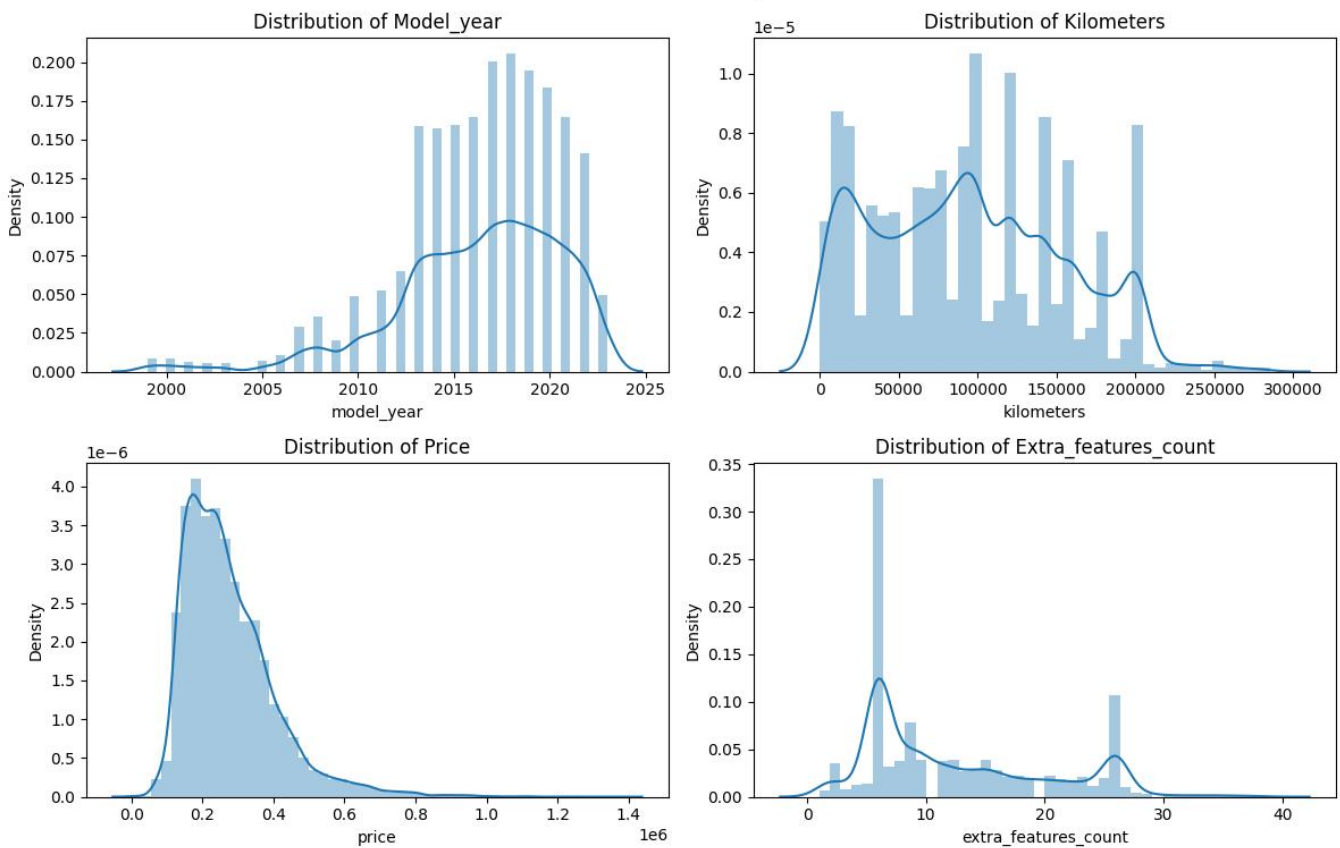 Distribution of Model_year
0.200
0.175
0.150
0.125
0.100
0.075
0.050
0.025
0.000
Density
2000 2005 2010 2015 2020 2025
model_year
Distribution of Kilometers
1e−5
1.0
0.8
0.6
0.4
0.2
0.0
Density
0 50000 100000 150000 200000 250000 300000
kilometers
Distribution of Price
1e−6
4.0
3.5
3.0
2.5
2.0
1.5
1.0
0.5
0.0
Density
0.0 0.2 0.4 0.6 0.8 1.0 1.2 1.4
1e6
price
Distribution of Extra_features_count
0.35
0.30
0.25
0.20
0.15
0.10
0.05
0.00
Density
0 10 20 30 40
extra_features_count